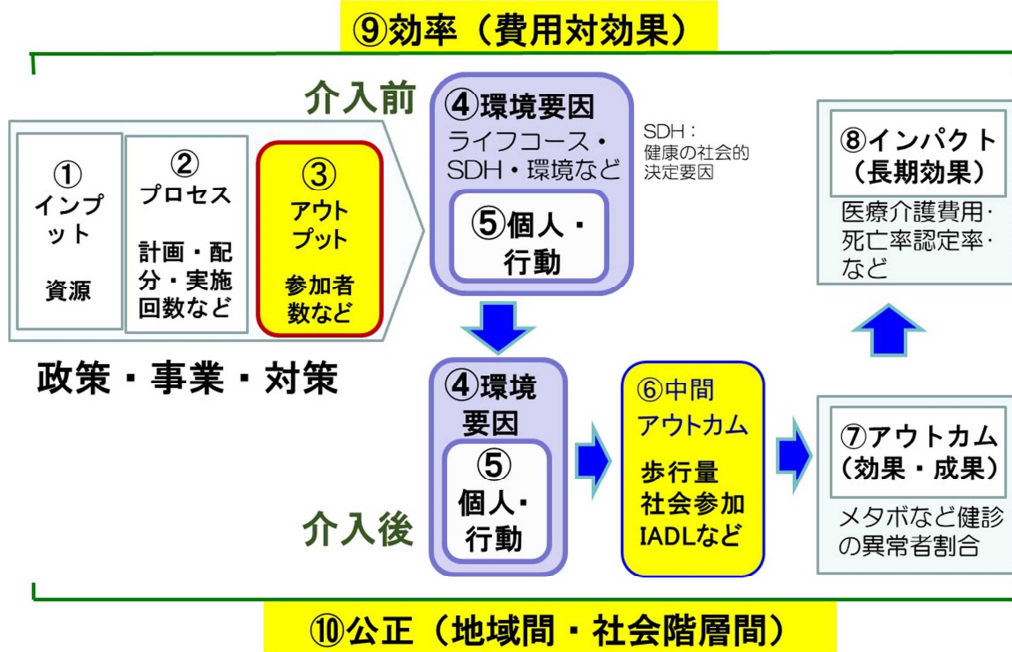 ⑨効率（費用対効果）
介入前
①
インプ
ット
資源
②
プロセス
計画・配
分・実施
回数など
③
アウト
プット
参加者
数など
政策・事業・対策
④環境要因
ライフコース・
SDH・環境など
⑤個人・
行動
SDH：
健康の社会的
決定要因
介入後
④環境
要因
⑤
個人・
行動
⑥中間
アウトカム
歩行量
社会参加
IADLなど
⑦アウトカム
（効果・成果）
メタボなど健診
の異常者割合
⑧インパクト
（長期効果）
医療介護費用・
死亡率認定率・
など
⑩公正（地域間・社会階層間）